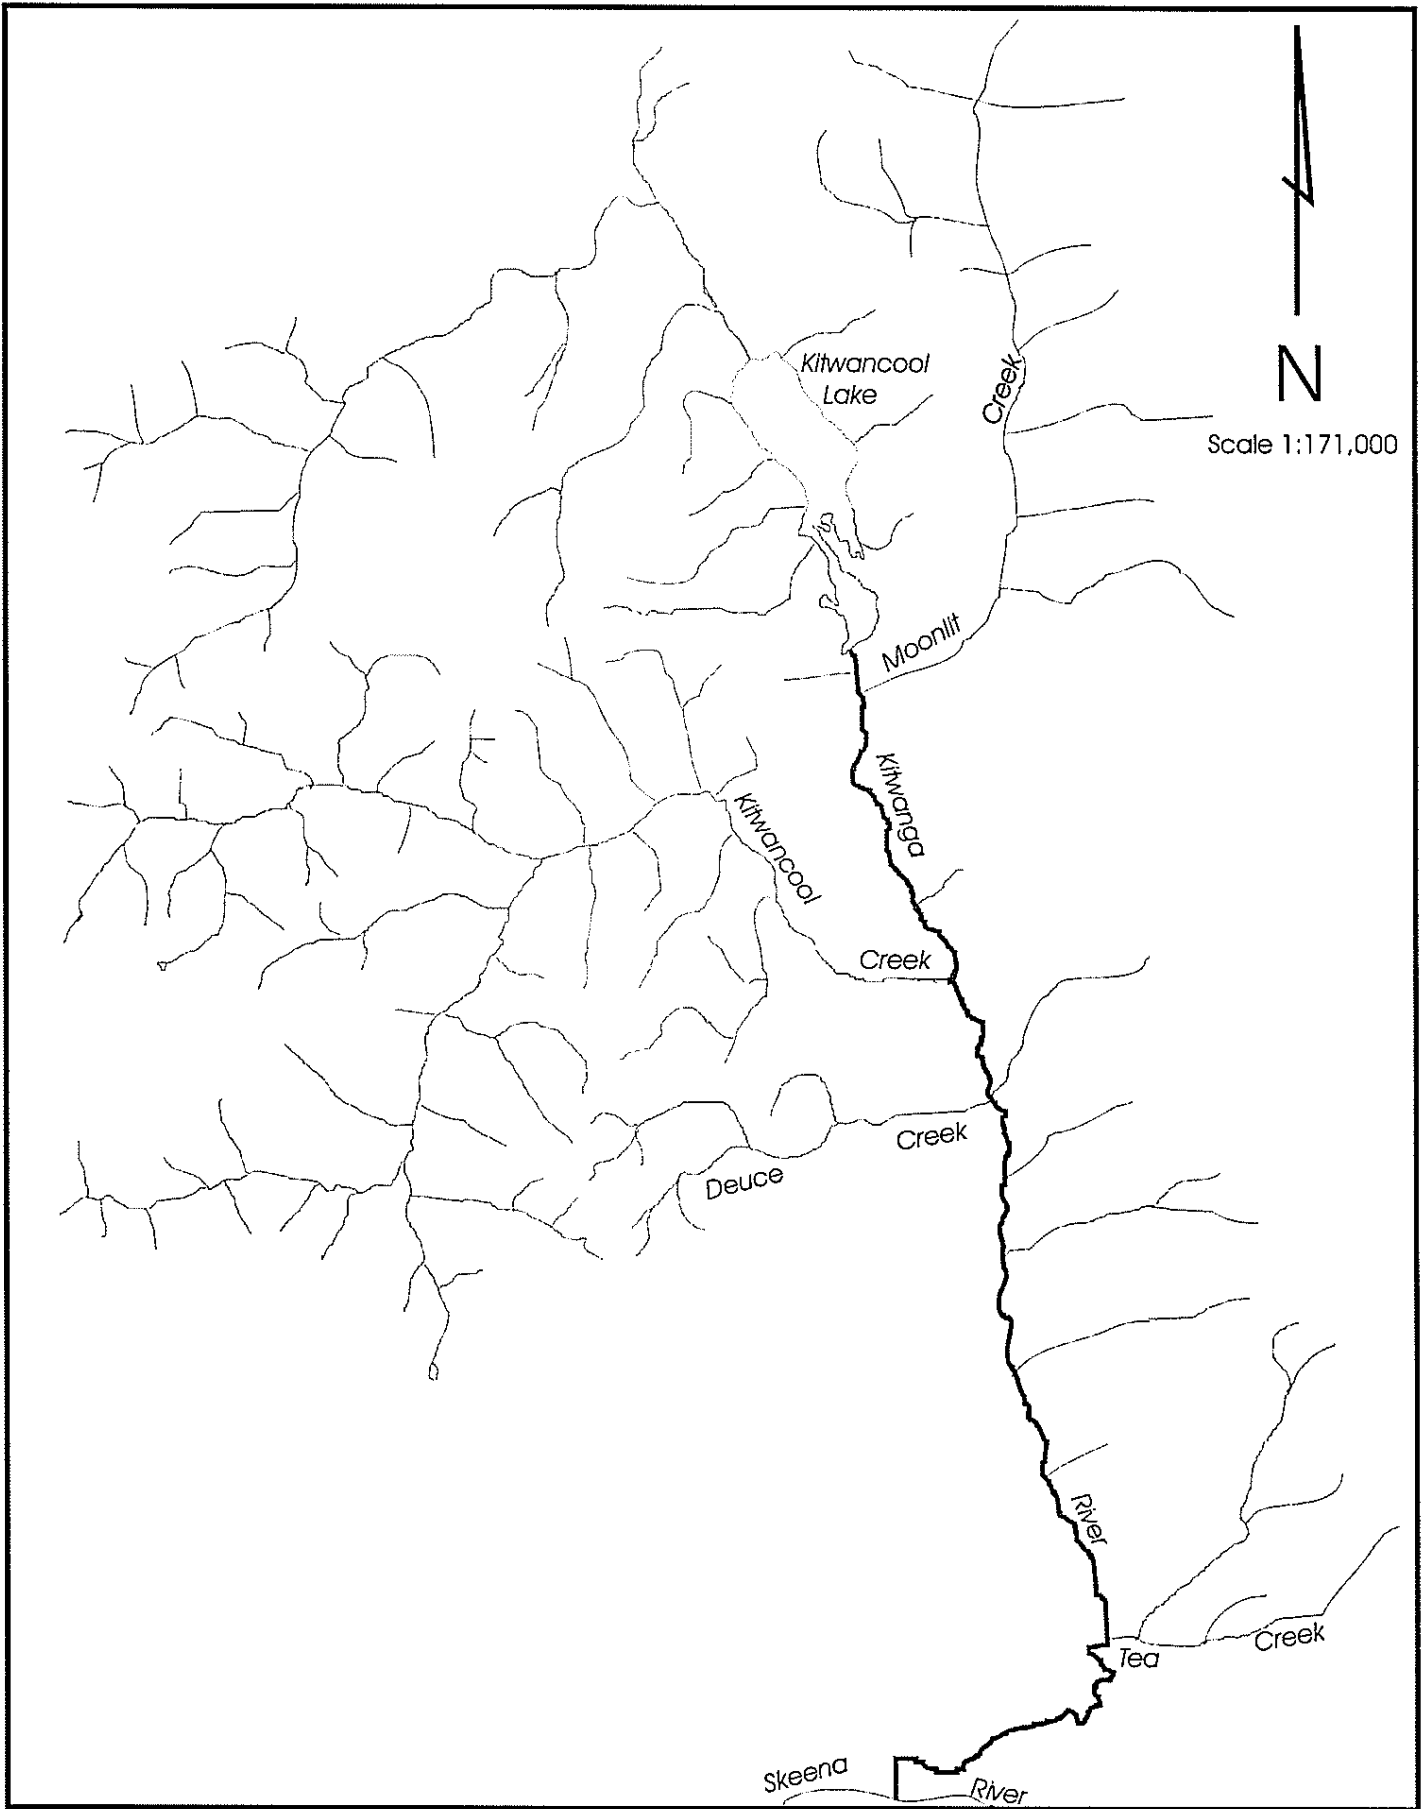 Kitwancool
Lake
Creek
N
Scale 1:171,000
Moonlit
Kitwanga
Kitwancool
Creek
Creek
Deuce
River
Creek
Tea
Skeena
River